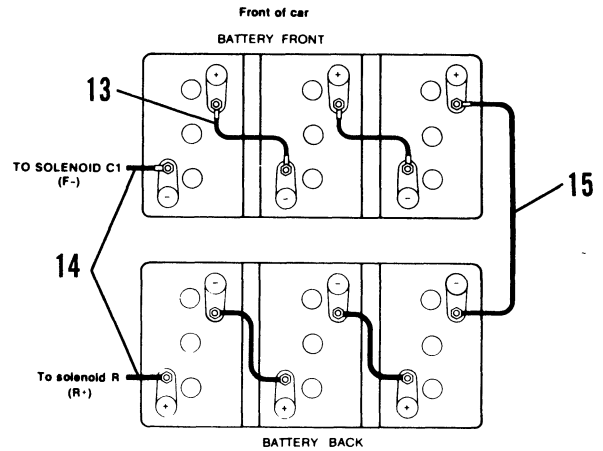 Front of car
BATTERY FRONT
+ + +
13
TO SOLENOID C1
(F-)
- - -
15
14
- - -
To solenoid R
(R+)
+ + +
BATTERY BACK